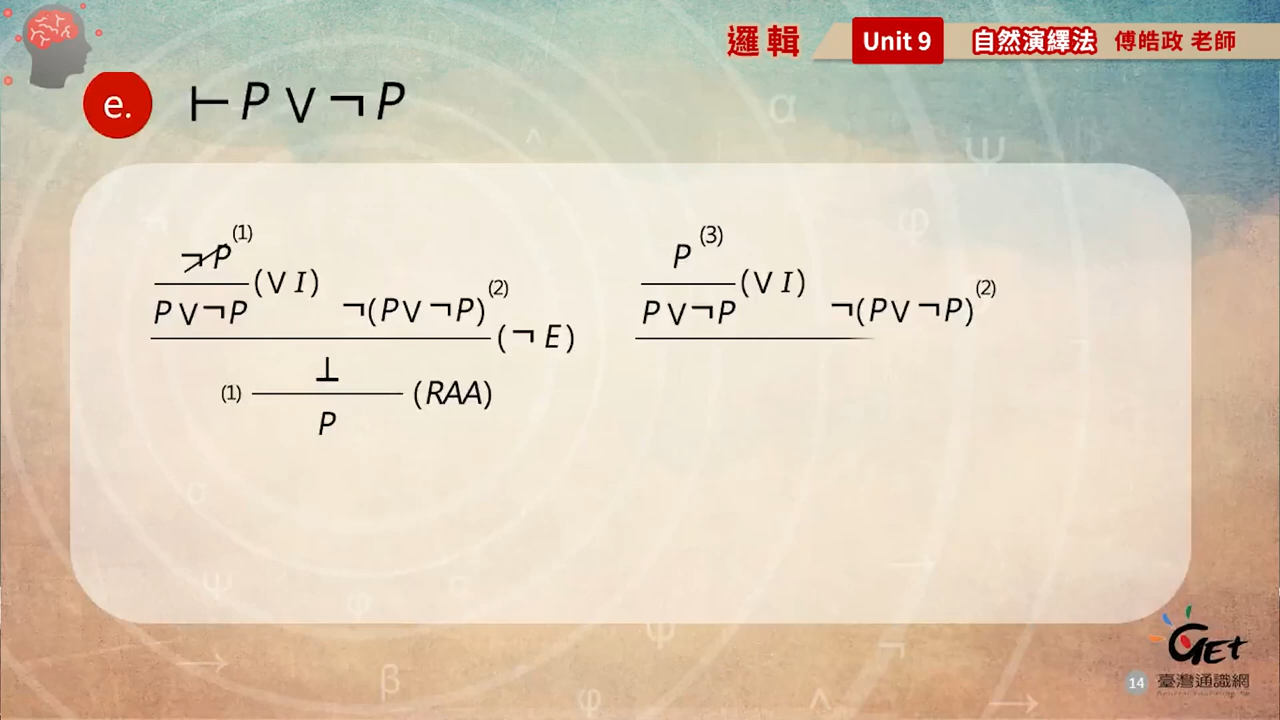 邏輯 Unit 9 自然演繹法 傅皓政 老師
e. ⊢ P ∨ ¬ P
¬P (1)
(∨ I)
P ∨ ¬P ¬(P ∨ ¬P) (2)
(¬ E)
⊥
(1) (RAA)
P
P (3)
(∨ I)
P ∨ ¬P ¬(P ∨ ¬P) (2)
GET
14 臺灣通識網